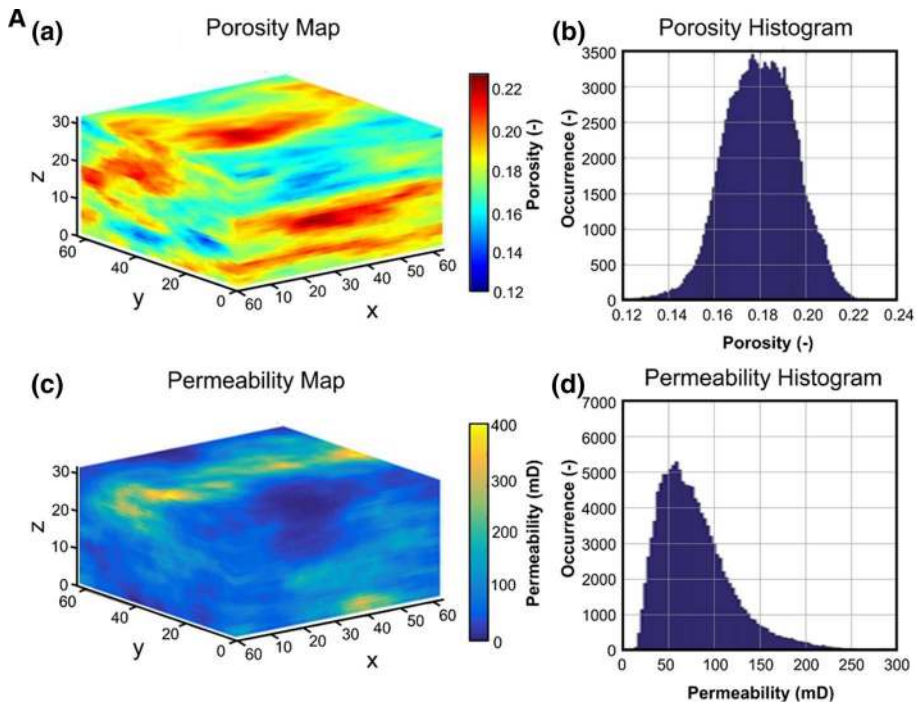 A
(a)
Porosity Map
30
20
10
0
z
60
40
20
0
y
60 10 20 30 40 50 60
x
0.22
0.20
0.18
0.16
0.14
0.12
Porosity (-)
(b)
Porosity Histogram
3500
3000
2500
2000
1500
1000
500
0
Occurrence (-)
0.12 0.14 0.16 0.18 0.20 0.22 0.24
Porosity (-)
(c)
Permeability Map
30
20
10
0
z
60
40
20
0
y
60 10 20 30 40 50 60
x
400
300
200
100
0
Permeability (mD)
(d)
Permeability Histogram
7000
6000
5000
4000
3000
2000
1000
0
Occurrence (-)
0 50 100 150 200 250 300
Permeability (mD)